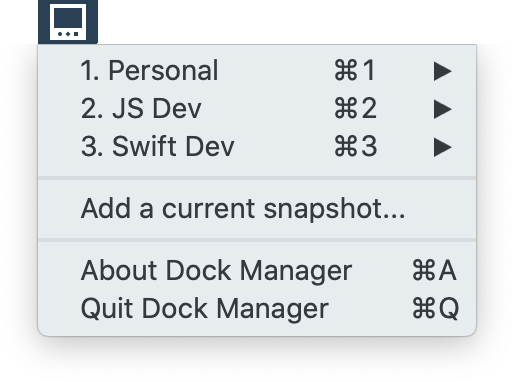 1. Personal ⌘1 ▶
2. JS Dev ⌘2 ▶
3. Swift Dev ⌘3 ▶
Add a current snapshot...
About Dock Manager ⌘A
Quit Dock Manager ⌘Q